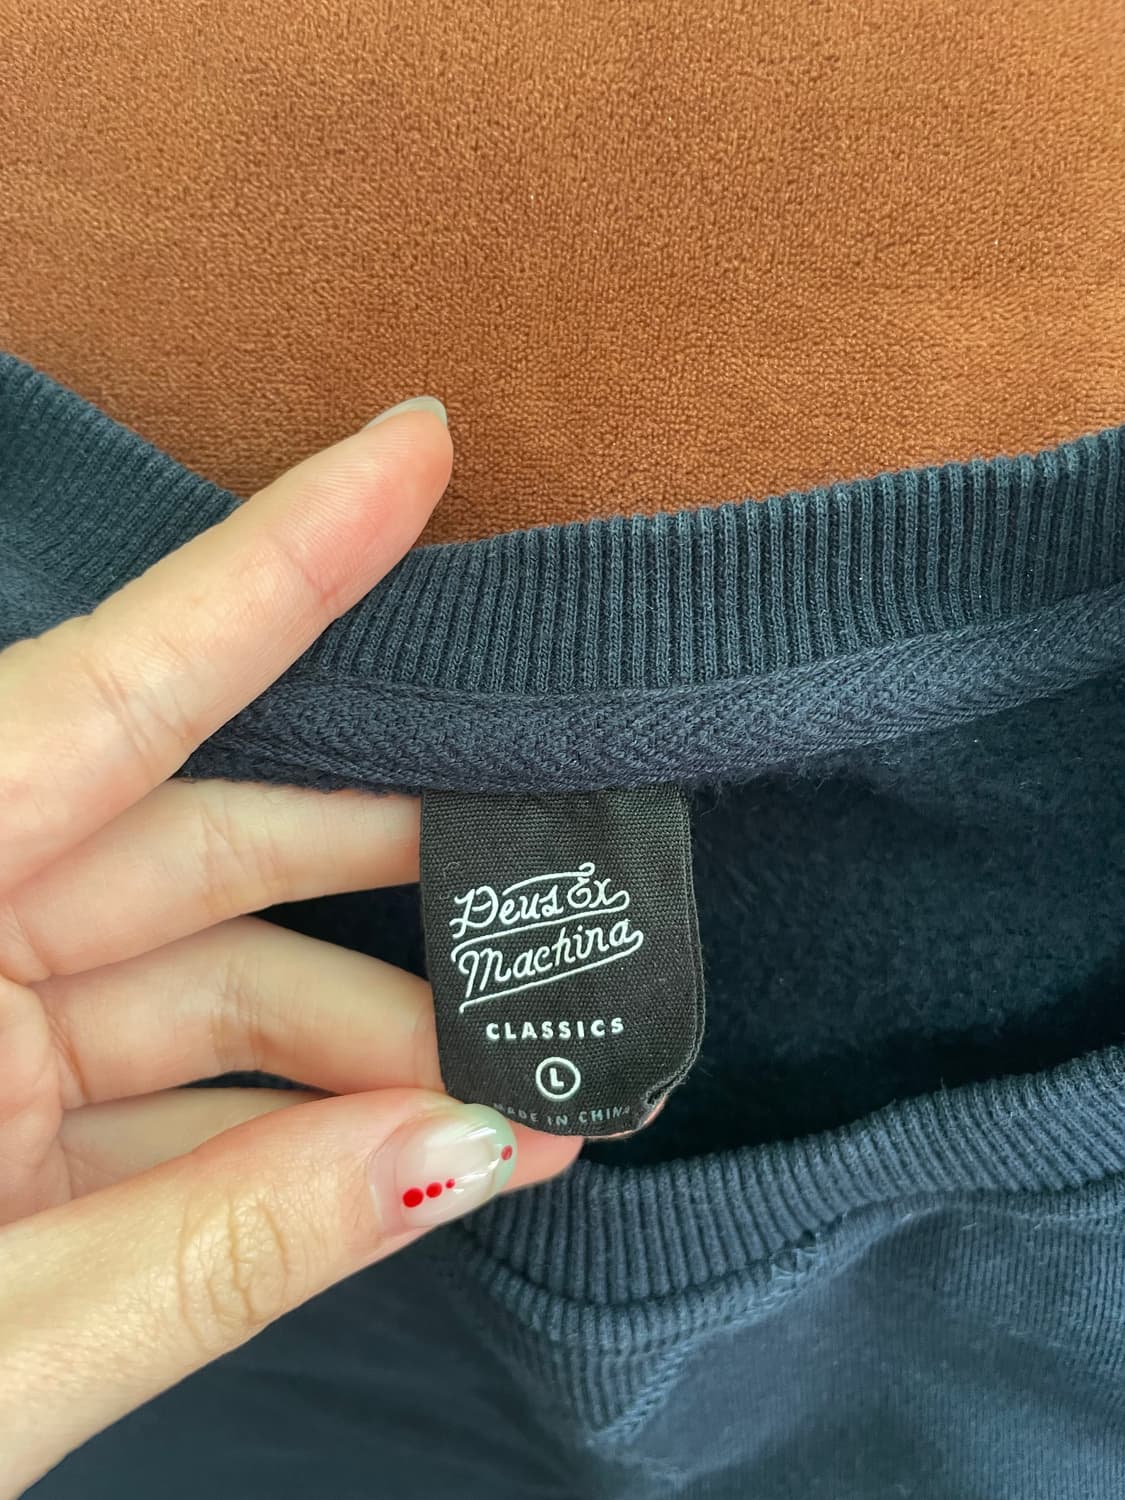 Deus Ex
Machina
CLASSICS
L
MADE IN CHINA